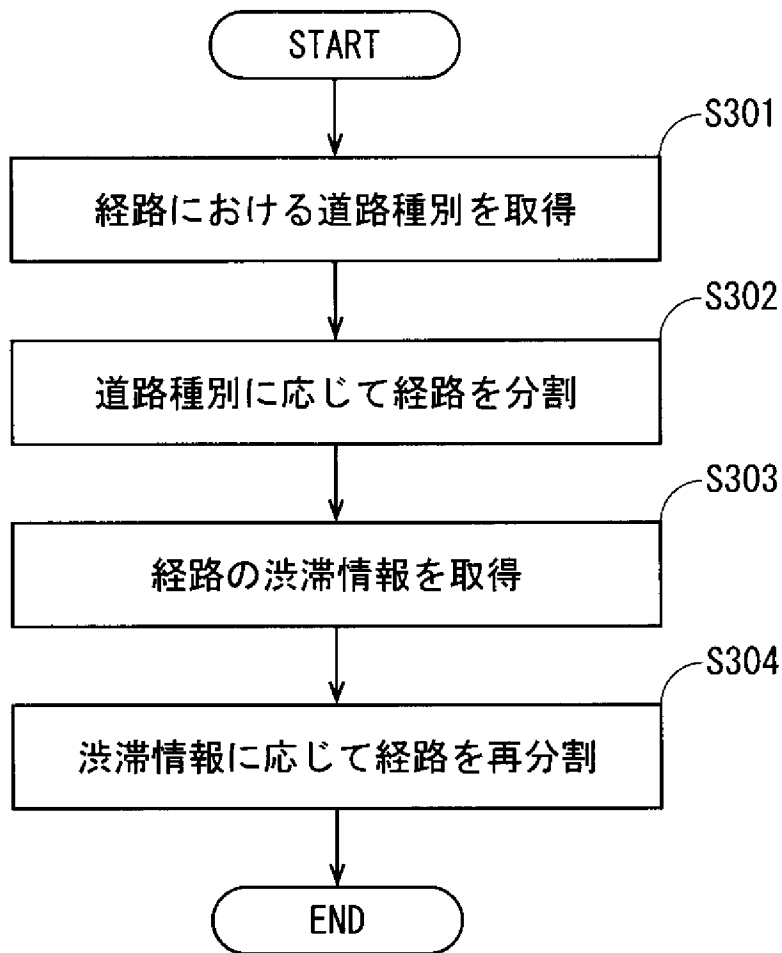 START
S301
経路における道路種別を取得
S302
道路種別に応じて経路を分割
S303
経路の渋滞情報を取得
S304
渋滞情報に応じて経路を再分割
END